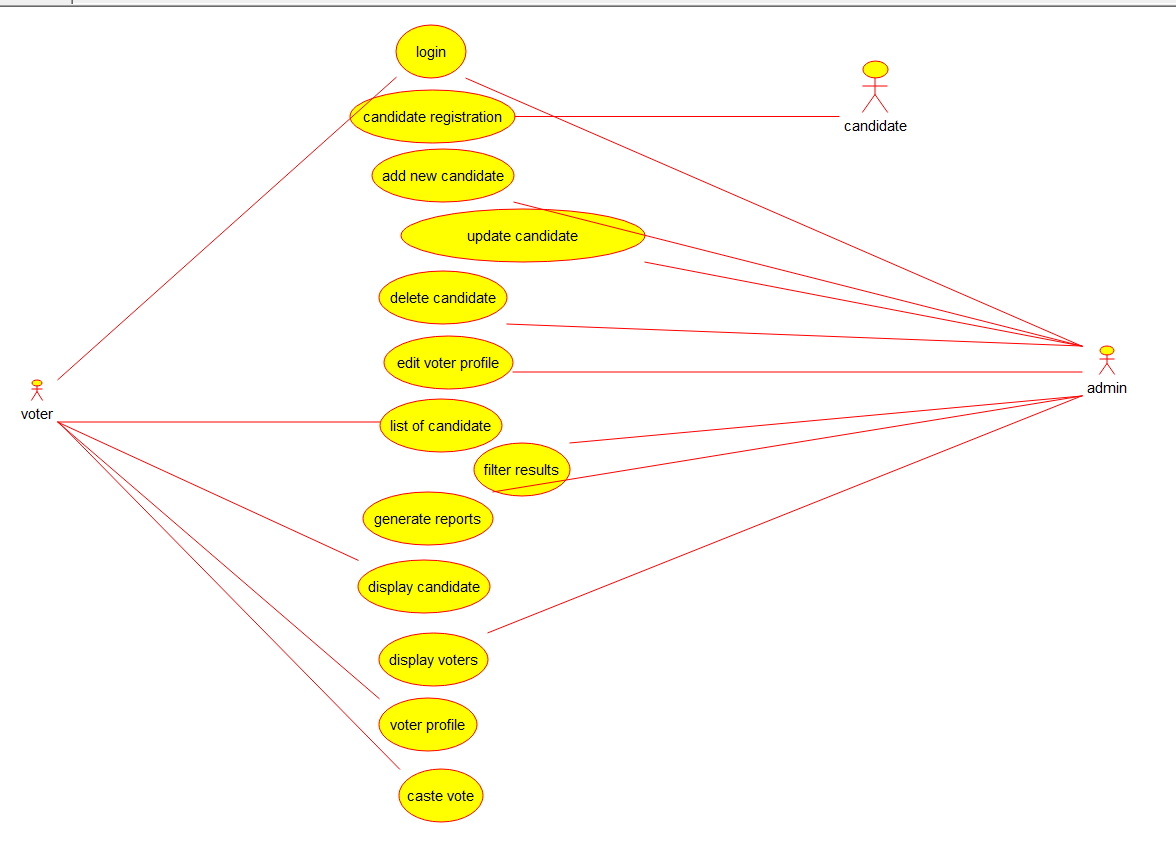 login
candidate registration
candidate
add new candidate
update candidate
delete candidate
edit voter profile
admin
voter
list of candidate
filter results
generate reports
display candidate
display voters
voter profile
caste vote